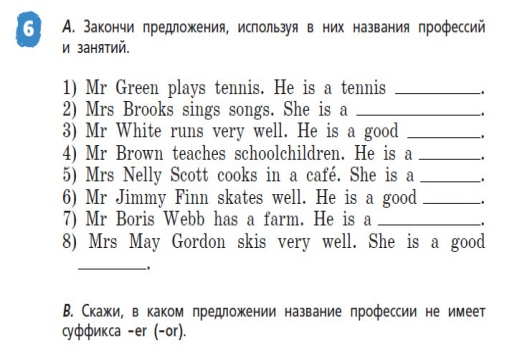 6 A. Закончи предложения, используя в них названия профессий
и занятий.
1) Mr Green plays tennis. He is a tennis ________.
2) Mrs Brooks sings songs. She is a ________.
3) Mr White runs very well. He is a good ________.
4) Mr Brown teaches schoolchildren. He is a ________.
5) Mrs Nelly Scott cooks in a café. She is a ________.
6) Mr Jimmy Finn skates well. He is a good ________.
7) Mr Boris Webb has a farm. He is a ________.
8) Mrs May Gordon skis very well. She is a good
________.
B. Скажи, в каком предложении название профессии не имеет
суффикса -er (-or).